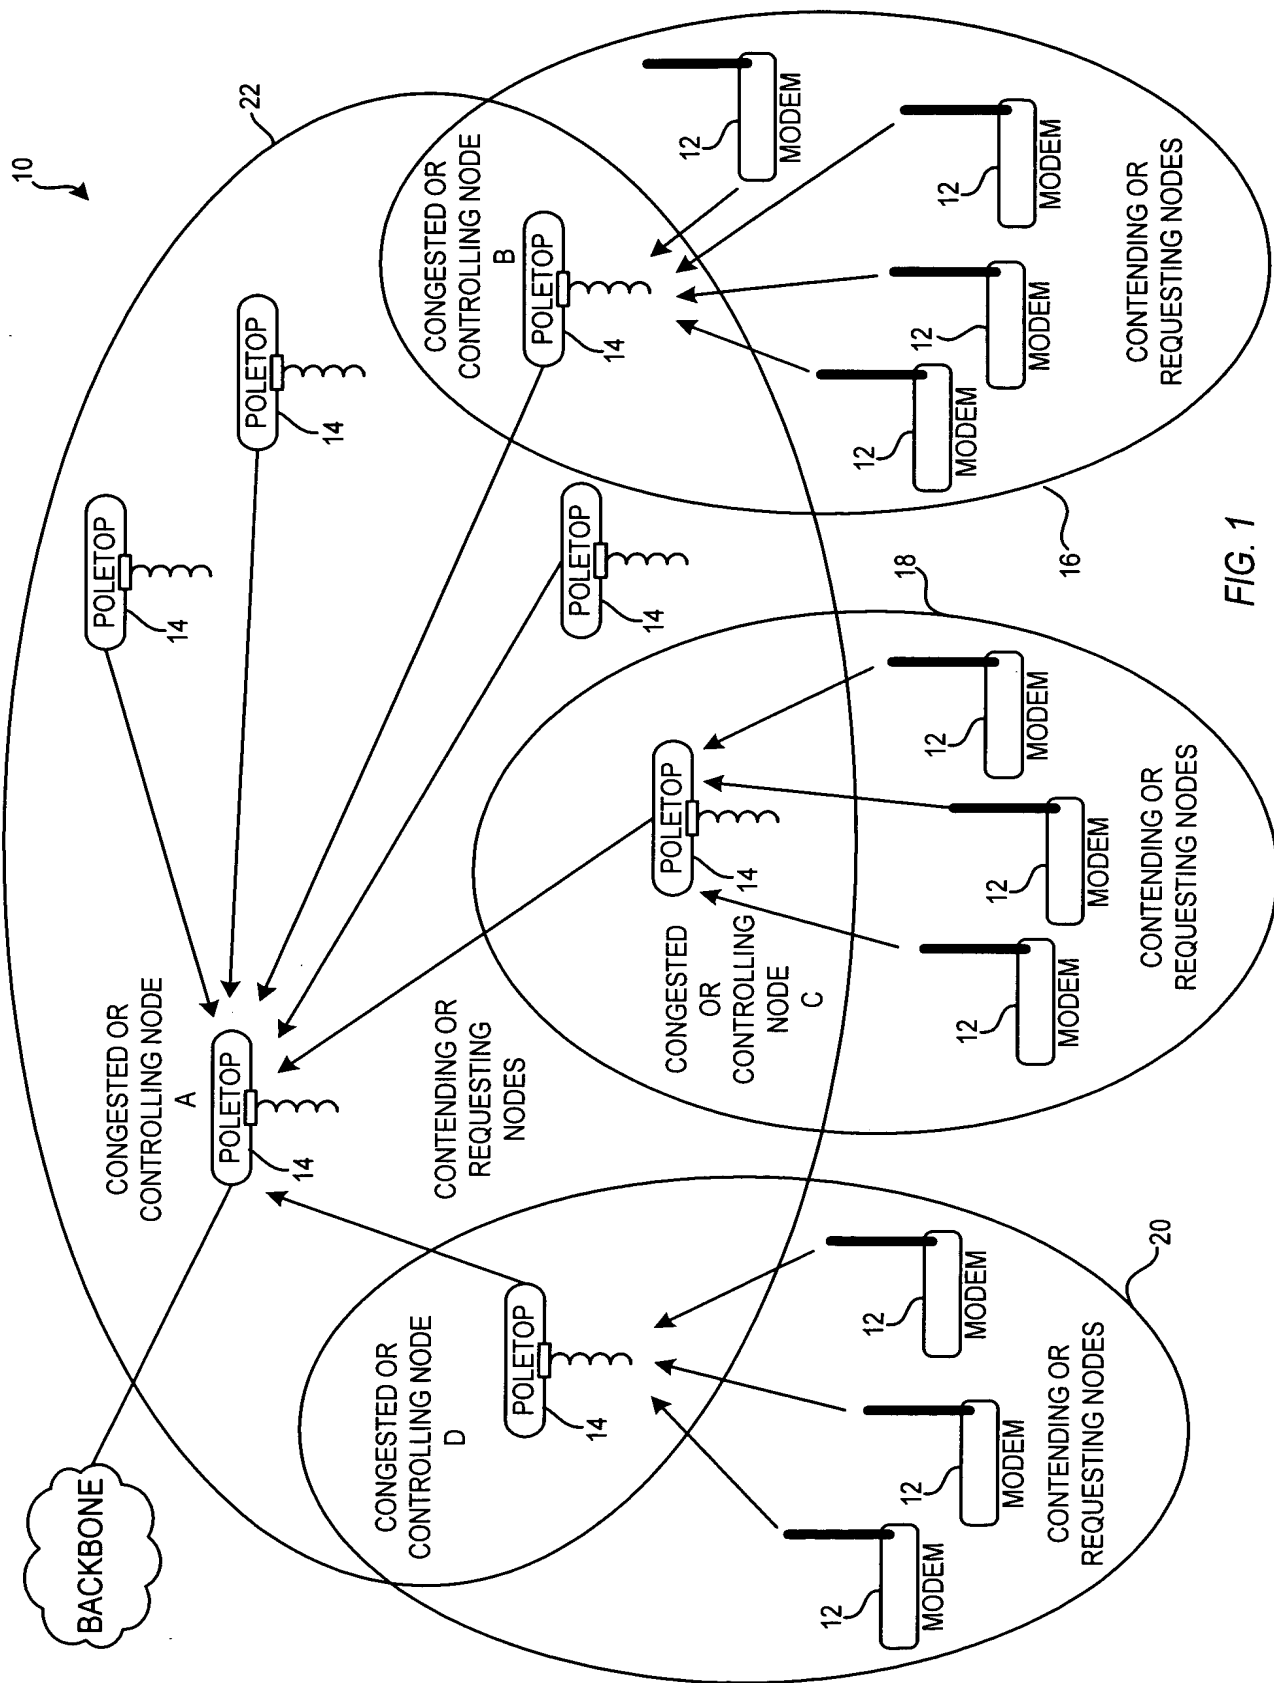 10
22
BACKBONE
CONGESTED OR
CONTROLLING NODE
A
POLETOP
14
POLETOP
14
POLETOP
14
CONTENDING OR
REQUESTING
NODES
CONGESTED OR
CONTROLLING NODE
D
POLETOP
14
POLETOP
14
CONGESTED OR
CONTROLLING NODE
B
POLETOP
14
CONGESTED
OR
CONTROLLING
NODE
C
POLETOP
14
12
MODEM
12
MODEM
12
MODEM
CONTENDING OR
REQUESTING NODES
20
12
MODEM
12
MODEM
12
MODEM
CONTENDING OR
REQUESTING NODES
18
12
MODEM
12
MODEM
12
MODEM
12
MODEM
CONTENDING OR
REQUESTING NODES
16
FIG. 1